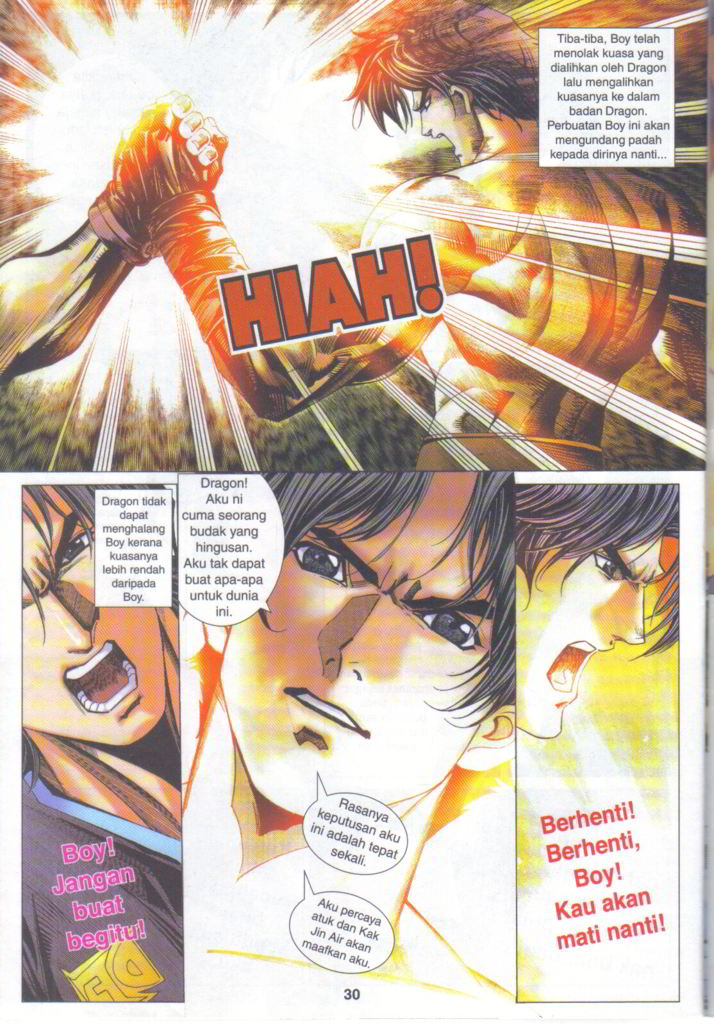 Tiba-tiba, Boy telah
menolak kuasa yang
dialihkan oleh Dragon
lalu mengalihkan
kuasanya ke dalam
badan Dragon.
Perbuatan Boy ini akan
mengundang padah
kepada dirinya nanti...
HIAH!
Dragon tidak
dapat
menghalang
Boy kerana
kuasanya
lebih rendah
daripada
Boy.
Dragon!
Aku ni
cuma seorang
budak yang
hingusan.
Aku tak dapat
buat apa-apa
untuk dunia
ini.
Rasanya
keputusan aku
ini adalah tepat
sekali.
Aku percaya
atuk dan Kak
Jin Air akan
maafkan aku.
Boy!
Jangan
buat
begitu!
Berhenti!
Berhenti,
Boy!
Kau akan
mati nanti!
30